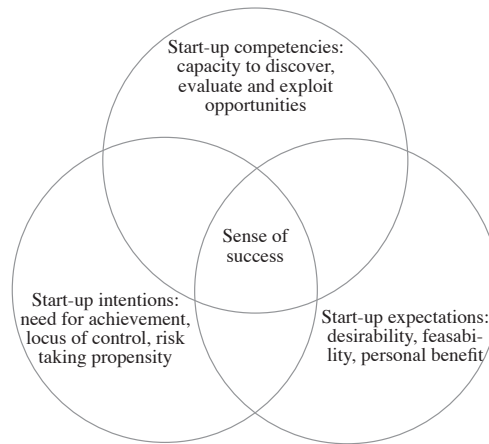 Start-up competencies:
capacity to discover,
evaluate and exploit
opportunities
Sense of
success
Start-up intentions:
need for achievement,
locus of control, risk
taking propensity
Start-up expectations:
desirability, feasabi-
lity, personal benefit